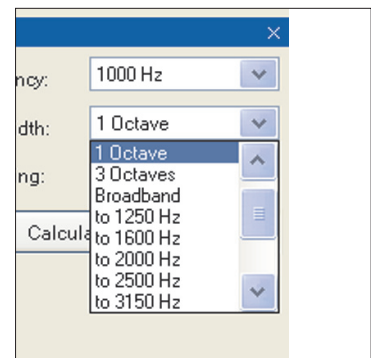 ncy: 1000 Hz
dth: 1 Octave
1 Octave
ng: 3 Octaves
Broadband
to 1250 Hz
Calcula to 1600 Hz
to 2000 Hz
to 2500 Hz
to 3150 Hz